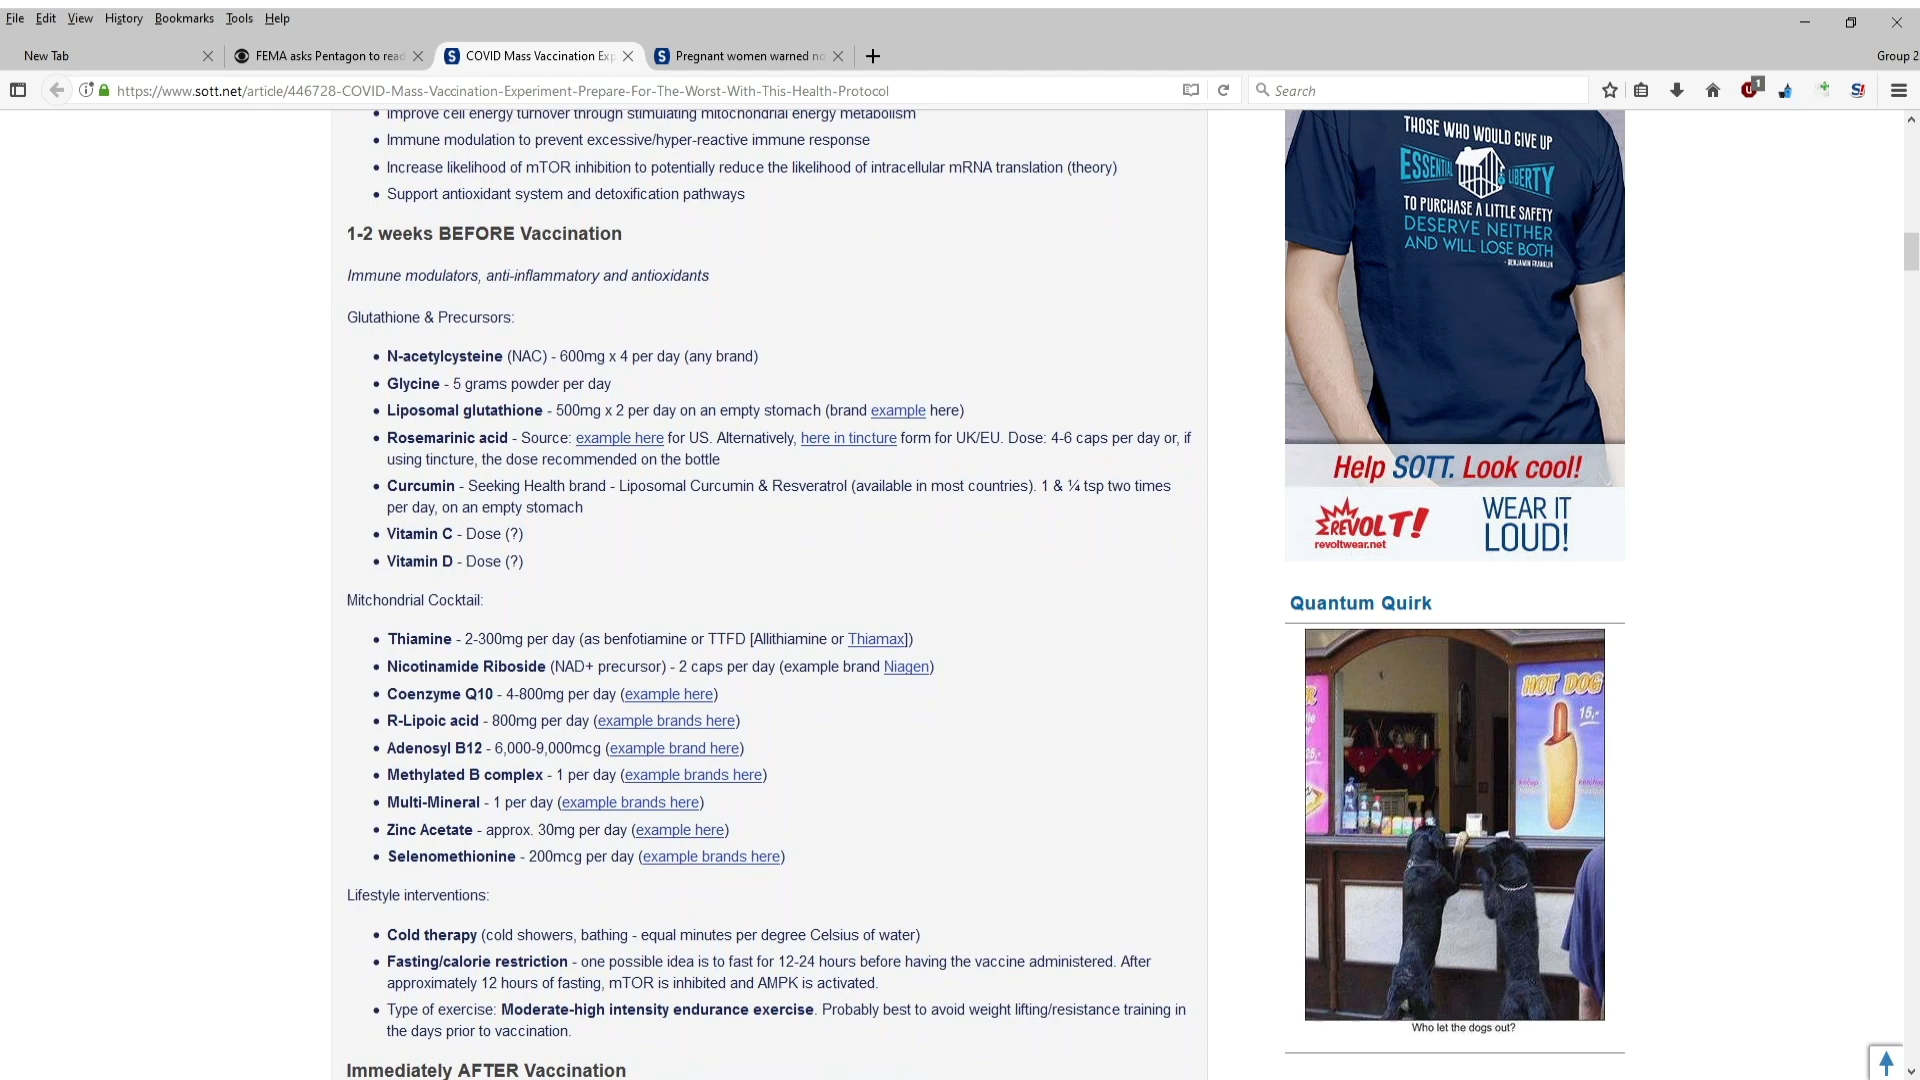 File Edit View History Bookmarks Tools Help
New Tab
FEMA asks Pentagon to read
COVID Mass Vaccination Exp
Pregnant women warned no
Group 2
https://www.sott.net/article/446728-COVID-Mass-Vaccination-Experiment-Prepare-For-The-Worst-With-This-Health-Protocol
Search
1
S!
• Improve cell energy turnover through stimulating mitochondrial energy metabolism
• Immune modulation to prevent excessive/hyper-reactive immune response
• Increase likelihood of mTOR inhibition to potentially reduce the likelihood of intracellular mRNA translation (theory)
• Support antioxidant system and detoxification pathways
1-2 weeks BEFORE Vaccination
Immune modulators, anti-inflammatory and antioxidants
Glutathione & Precursors:
• N-acetylcysteine (NAC) - 600mg x 4 per day (any brand)
• Glycine - 5 grams powder per day
• Liposomal glutathione - 500mg x 2 per day on an empty stomach (brand example here)
• Rosemarinic acid - Source: example here for US. Alternatively, here in tincture form for UK/EU. Dose: 4-6 caps per day or, if
using tincture, the dose recommended on the bottle
• Curcumin - Seeking Health brand - Liposomal Curcumin & Resveratrol (available in most countries). 1 & ¼ tsp two times
per day, on an empty stomach
• Vitamin C - Dose (?)
• Vitamin D - Dose (?)
Mitchondrial Cocktail:
• Thiamine - 2-300mg per day (as benfotiamine or TTFD [Allithiamine or Thiamax])
• Nicotinamide Riboside (NAD+ precursor) - 2 caps per day (example brand Niagen)
• Coenzyme Q10 - 4-800mg per day (example here)
• R-Lipoic acid - 800mg per day (example brands here)
• Adenosyl B12 - 6,000-9,000mcg (example brand here)
• Methylated B complex - 1 per day (example brands here)
• Multi-Mineral - 1 per day (example brands here)
• Zinc Acetate - approx. 30mg per day (example here)
• Selenomethionine - 200mcg per day (example brands here)
Lifestyle interventions:
• Cold therapy (cold showers, bathing - equal minutes per degree Celsius of water)
• Fasting/calorie restriction - one possible idea is to fast for 12-24 hours before having the vaccine administered. After
approximately 12 hours of fasting, mTOR is inhibited and AMPK is activated.
• Type of exercise: Moderate-high intensity endurance exercise. Probably best to avoid weight lifting/resistance training in
the days prior to vaccination.
Immediately AFTER Vaccination
THOSE WHO WOULD GIVE UP
ESSENTIAL LIBERTY
TO PURCHASE A LITTLE SAFETY
DESERVE NEITHER
AND WILL LOSE BOTH
- BENJAMIN FRANKLIN
Help SOTT. Look cool!
REVOLT!
revoltwear.net
WEAR IT
LOUD!
Quantum Quirk
HOT DOG
15,-
Who let the dogs out?